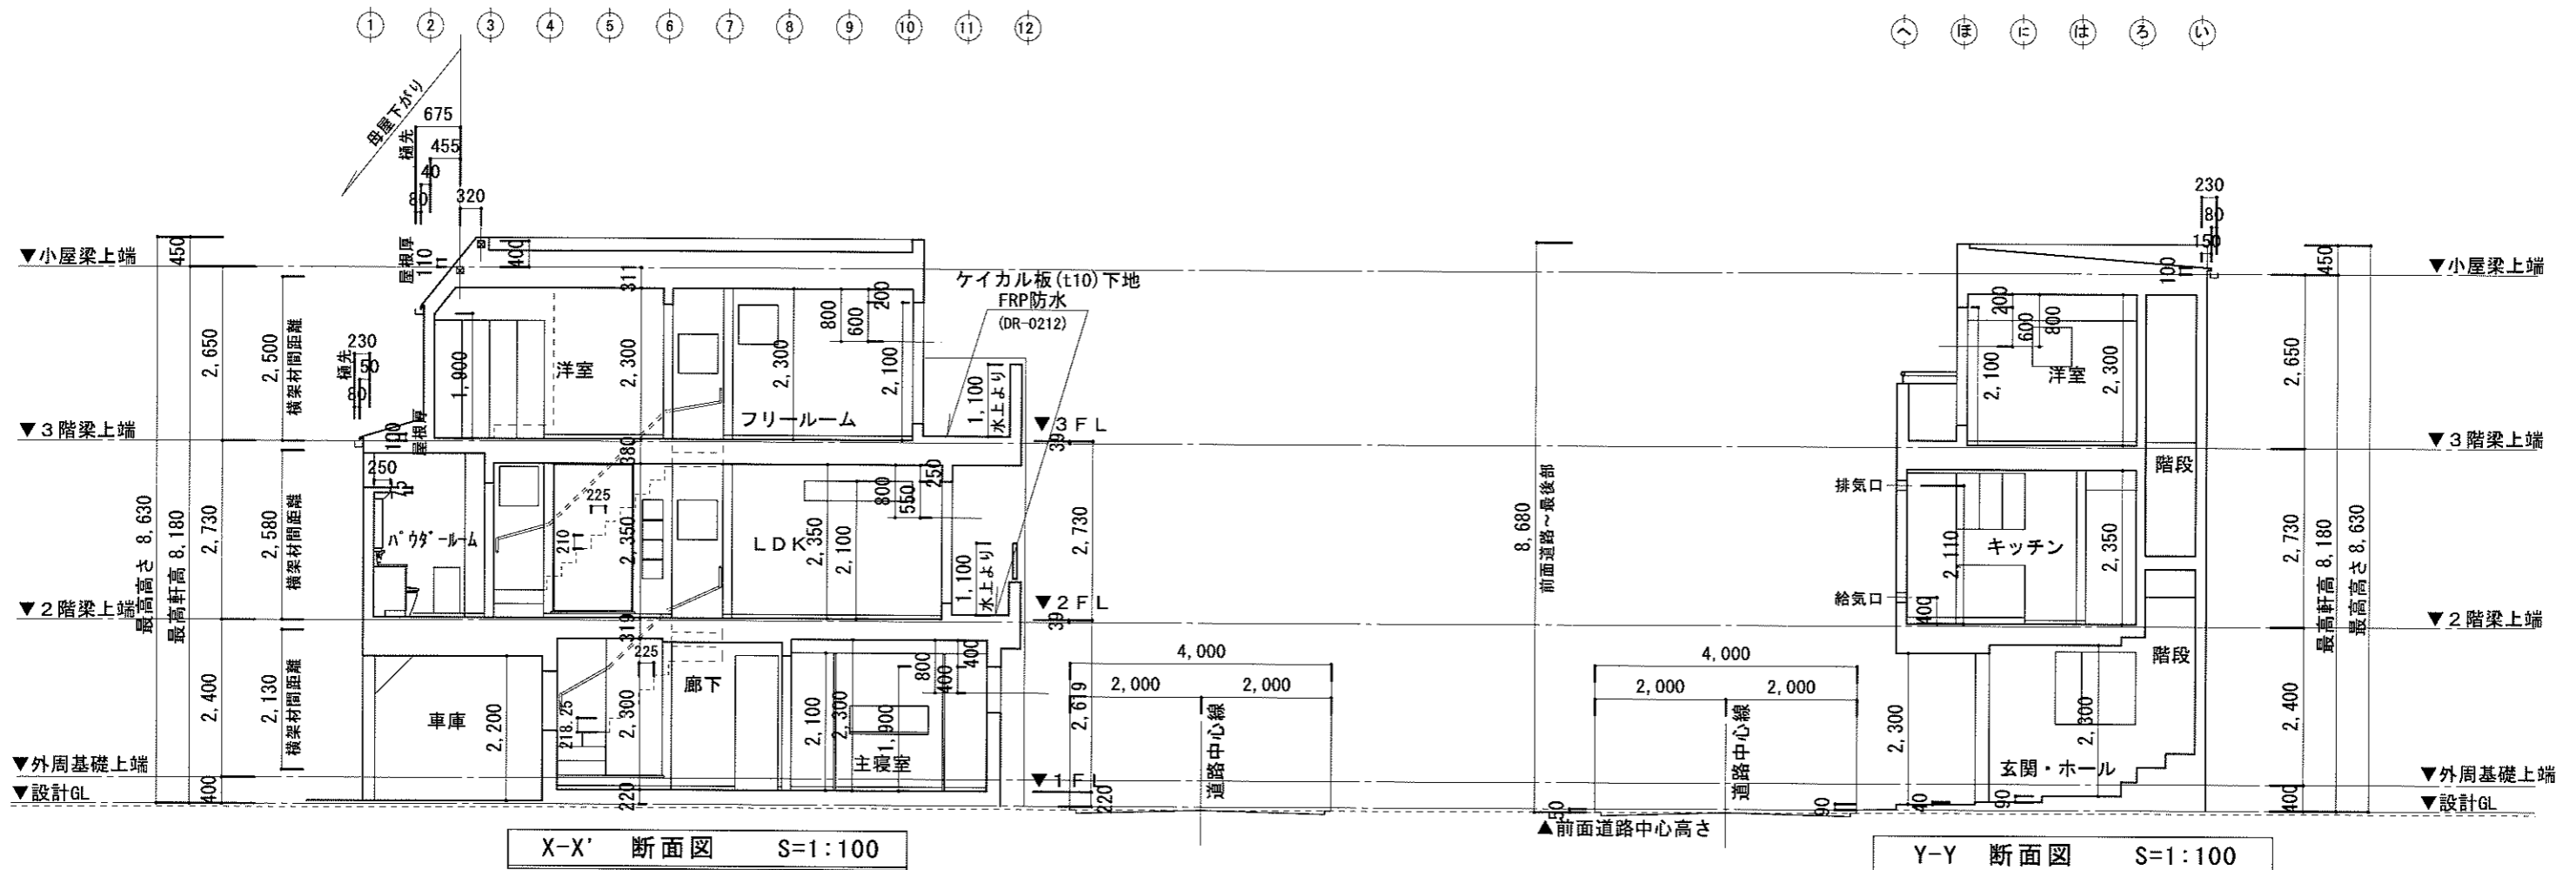 1 2 3 4 5 6 7 8 9 10 11 12
へ ほ に は ろ い
母屋下がり
樋先
675
455
40
80
320
屋根厚
110
400
▼小屋梁上端
450
311
ケイカル板(t10)下地
FRP防水
(DR-0212)
2,650
2,500
横架材間距離
樋先
230
150
80
1,900
洋室
2,300
フリールーム
2,300
800
600
200
2,100
1,100
水上より
▼3FL
39
▼3階梁上端
100
屋根厚
380
250
75
パウダールーム
225
210
2,350
LDK
2,350
2,100
800
550
250
1,100
水上より
2,730
最高高さ 8,630
最高軒高 8,180
2,730
2,580
横架材間距離
▼2階梁上端
319
▼2FL
39
2,400
2,130
横架材間距離
車庫
2,200
225
218.25
2,300
廊下
2,100
2,300
1,900
主寝室
800
400
400
2,619
4,000
2,000
2,000
道路中心線
▼外周基礎上端
▼設計GL
400
220
▼1FL
220
X-X' 断面図 S=1:100
8,680
前面道路~最後部
50
▲前面道路中心高さ
4,000
2,000
2,000
道路中心線
90
40
90
230
80
150
100
450
▼小屋梁上端
200
600
800
2,100
洋室
2,300
2,650
▼3階梁上端
階段
排気口
2,110
キッチン
2,350
給気口
400
2,730
最高軒高 8,180
最高高さ 8,630
▼2階梁上端
階段
2,300
2,300
玄関・ホール
2,400
▼外周基礎上端
400
▼設計GL
Y-Y 断面図 S=1:100